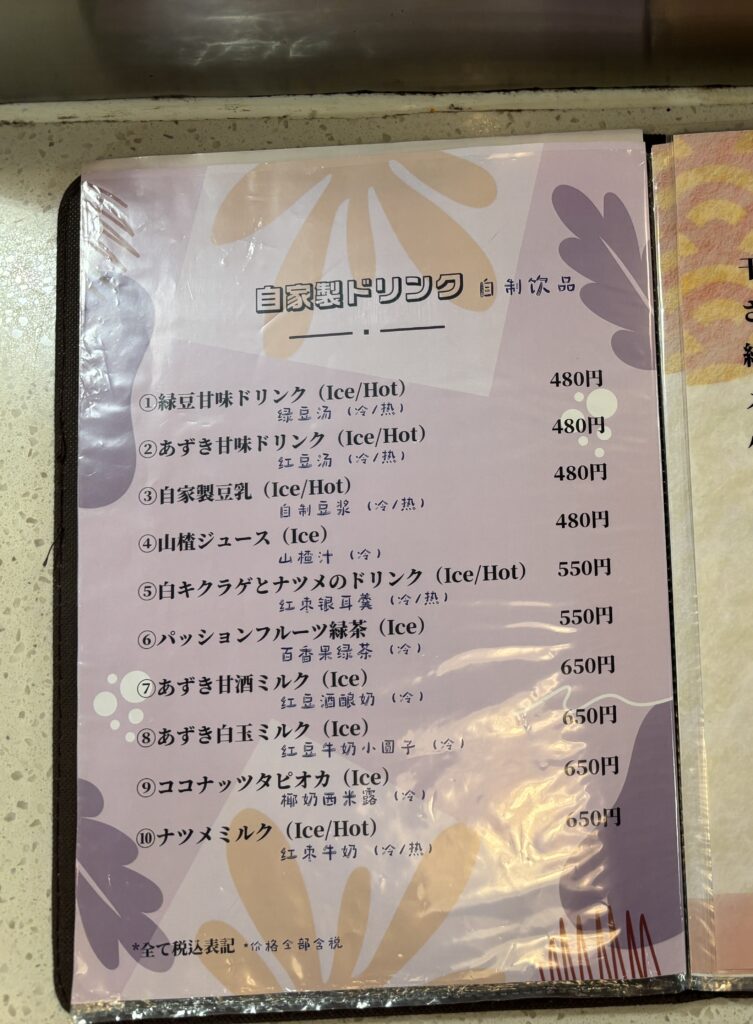 自家製ドリンク 自制饮品
①緑豆甘味ドリンク（Ice/Hot） 480円
绿豆汤（冷/热）
②あずき甘味ドリンク（Ice/Hot） 480円
红豆汤（冷/热）
③自家製豆乳（Ice/Hot） 480円
自制豆浆（冷/热）
④山楂ジュース（Ice） 480円
山楂汁（冷）
⑤白キクラゲとナツメのドリンク（Ice/Hot） 550円
红枣银耳羹（冷/热）
⑥パッションフルーツ緑茶（Ice） 550円
百香果绿茶（冷）
⑦あずき甘酒ミルク（Ice） 650円
红豆酒酿奶（冷）
⑧あずき白玉ミルク（Ice） 650円
红豆牛奶小圆子（冷）
⑨ココナッツタピオカ（Ice） 650円
椰奶西米露（冷）
⑩ナツメミルク（Ice/Hot） 650円
红枣牛奶（冷/热）
*全て税込表記 *价格全部含税